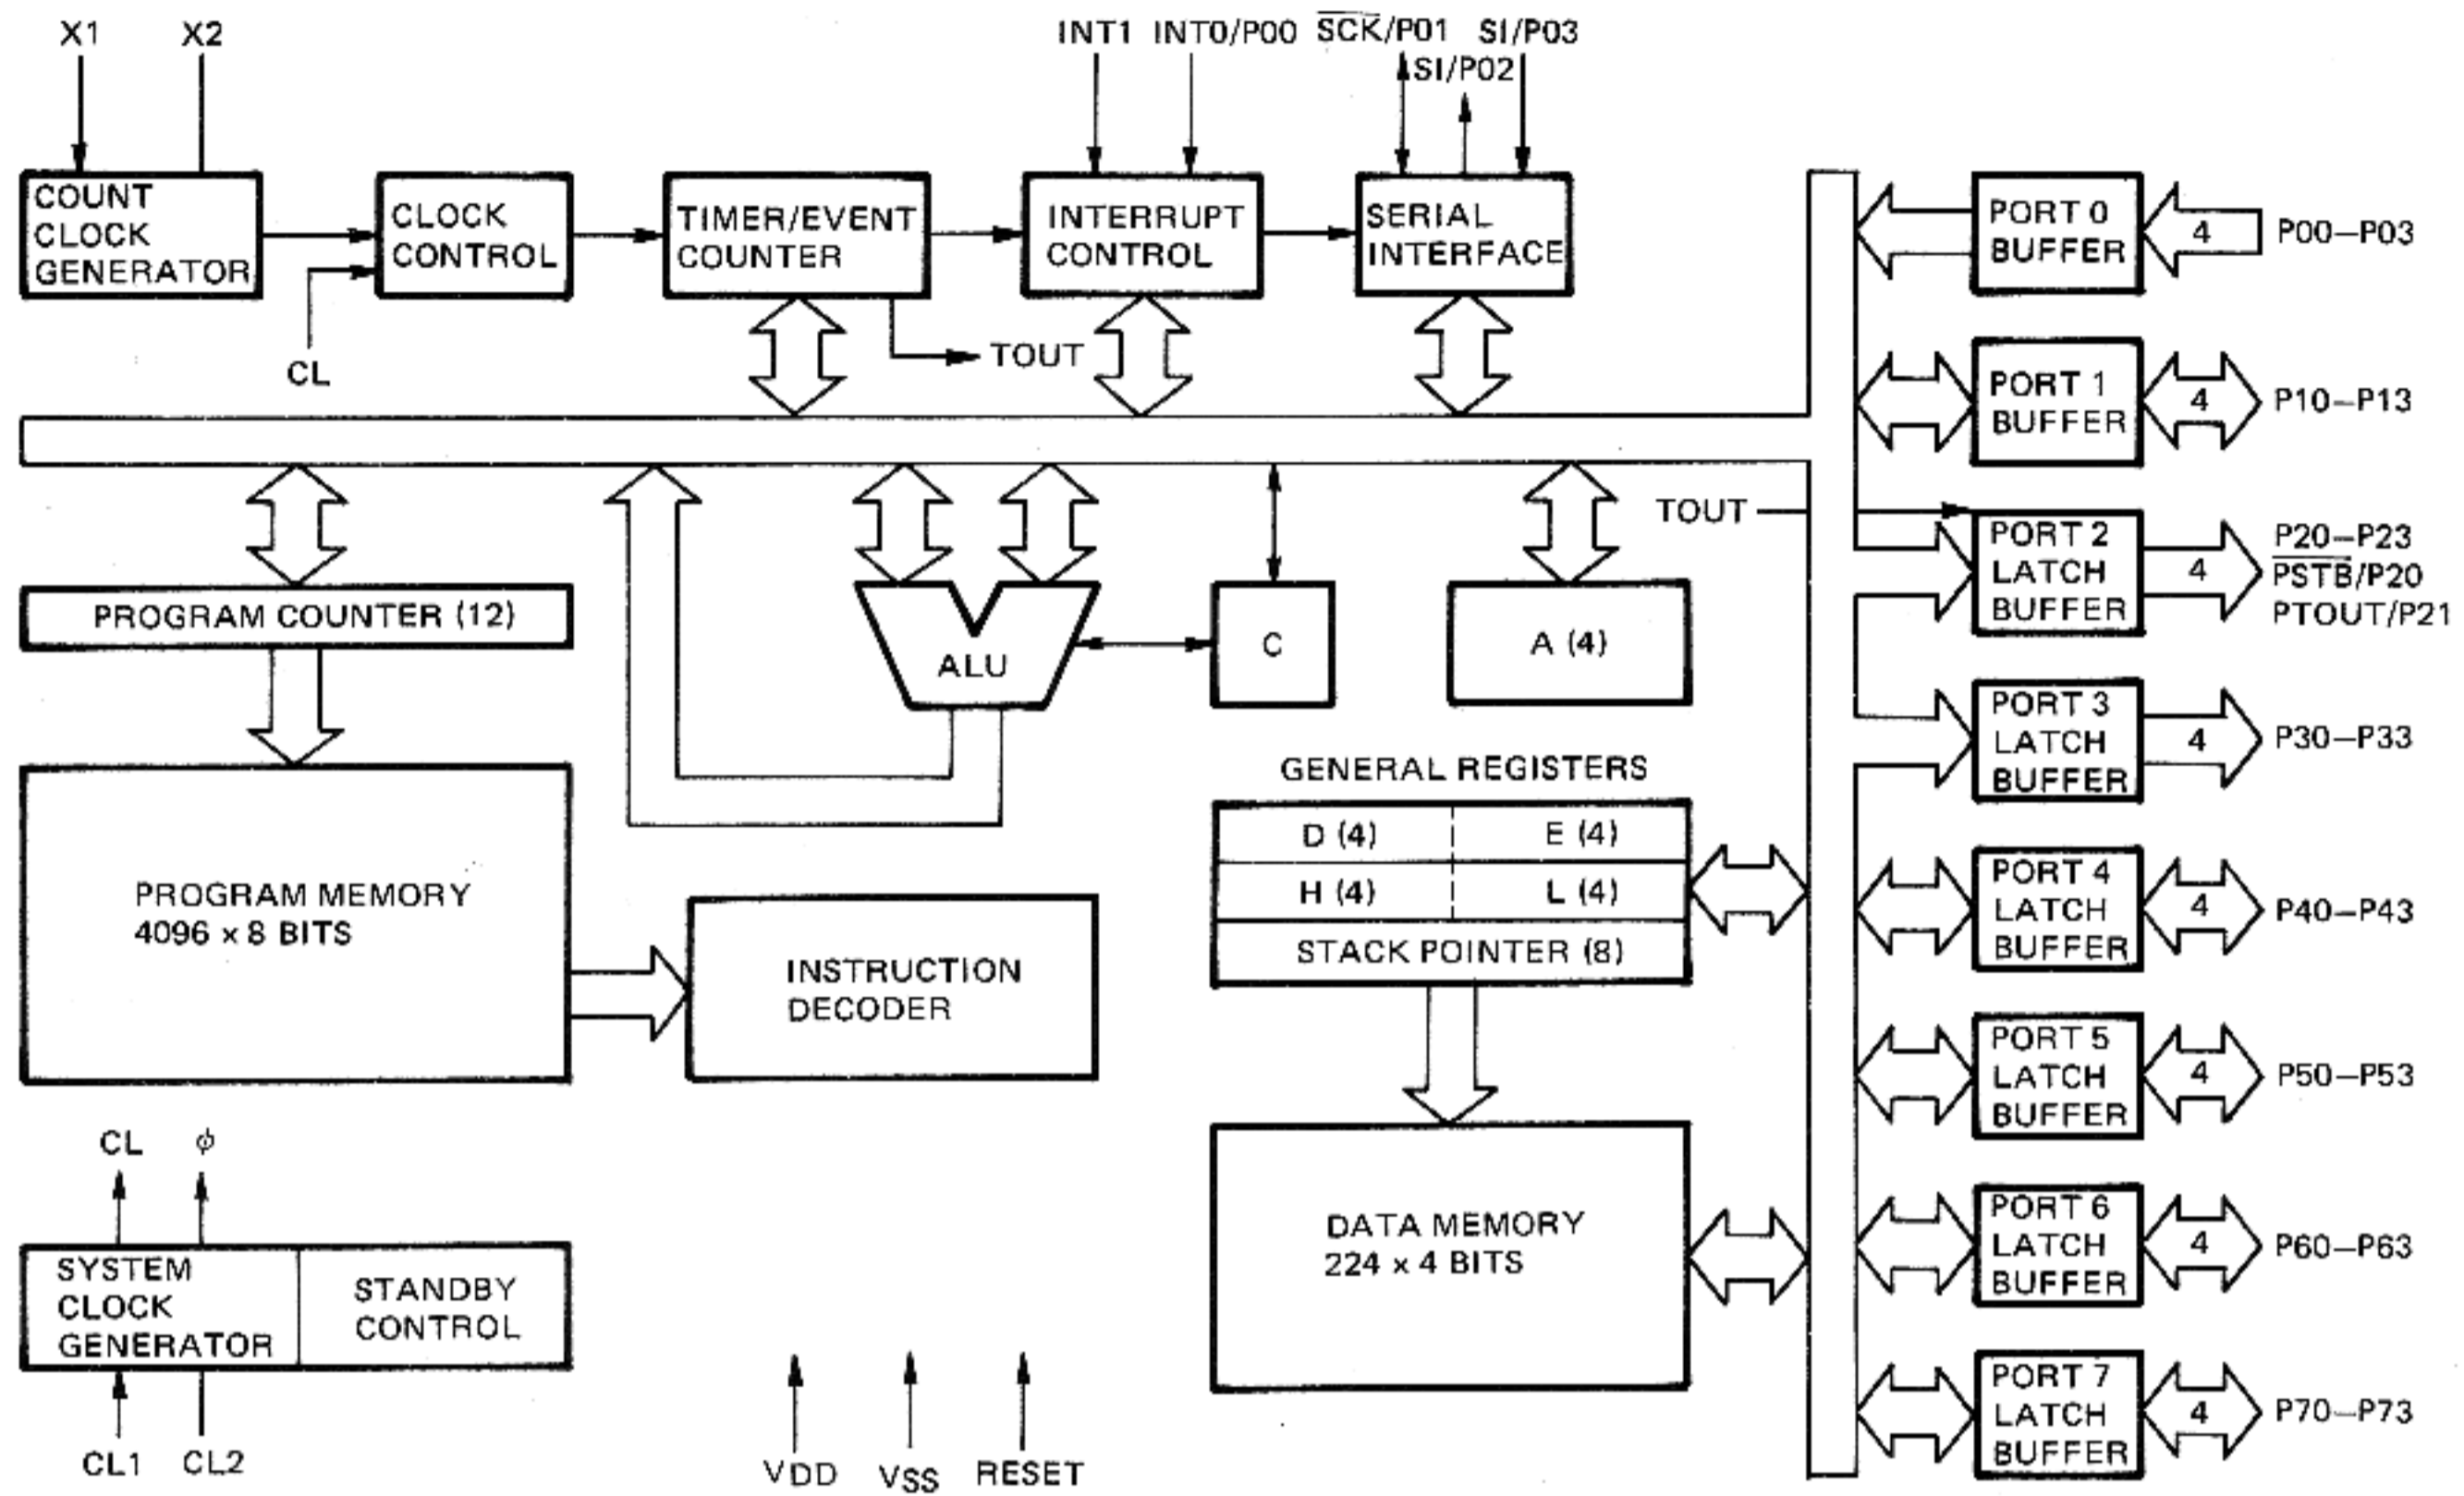 X1 X2 INT1 INT0/P00 S̅C̅K̅/P01 SI/P03
SI/P02
COUNT
CLOCK
GENERATOR
CLOCK
CONTROL
TIMER/EVENT
COUNTER
INTERRUPT
CONTROL
SERIAL
INTERFACE
PORT 0
BUFFER
4
P00–P03
CL
TOUT
PORT 1
BUFFER
4
P10–P13
TOUT
PORT 2
LATCH
BUFFER
4
P20–P23
P̅S̅T̅B̅/P20
PTOUT/P21
PROGRAM COUNTER (12)
ALU
C
A (4)
PORT 3
LATCH
BUFFER
4
P30–P33
GENERAL REGISTERS
D (4) E (4)
H (4) L (4)
STACK POINTER (8)
PROGRAM MEMORY
4096 x 8 BITS
INSTRUCTION
DECODER
PORT 4
LATCH
BUFFER
4
P40–P43
PORT 5
LATCH
BUFFER
4
P50–P53
CL ϕ
SYSTEM
CLOCK
GENERATOR
STANDBY
CONTROL
CL1 CL2
VDD VSS RESET
DATA MEMORY
224 x 4 BITS
PORT 6
LATCH
BUFFER
4
P60–P63
PORT 7
LATCH
BUFFER
4
P70–P73